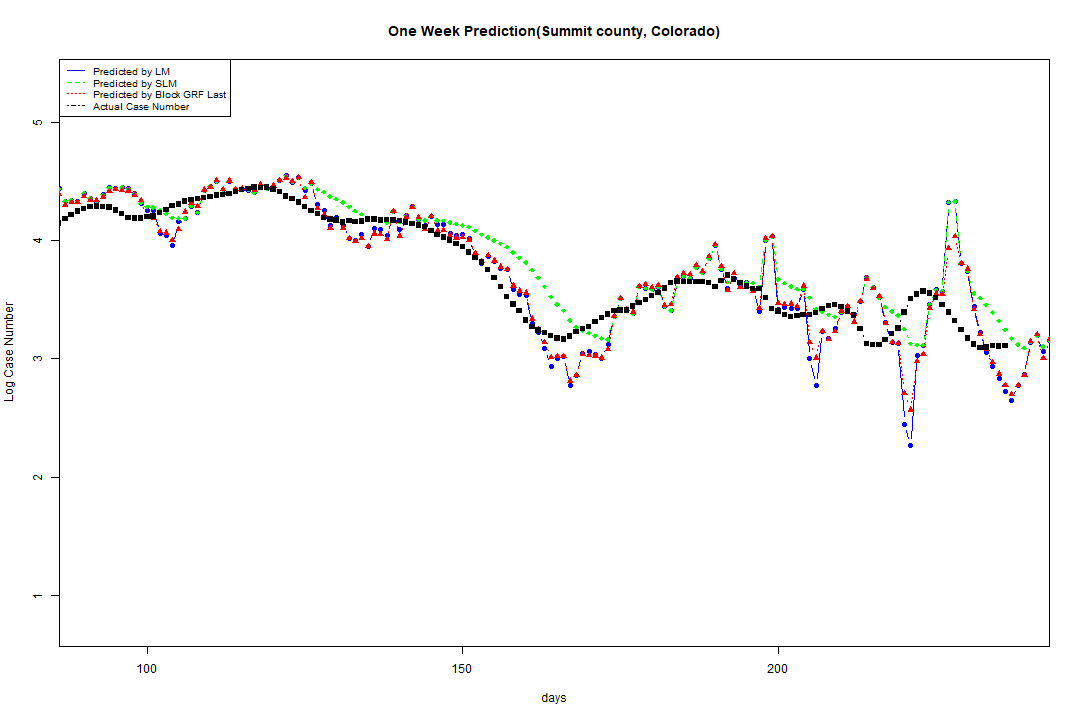 One Week Prediction(Summit county, Colorado)
Predicted by LM
Predicted by SLM
Predicted by Block GRF Last
Actual Case Number
Log Case Number
5
4
3
2
1
100
150
200
days